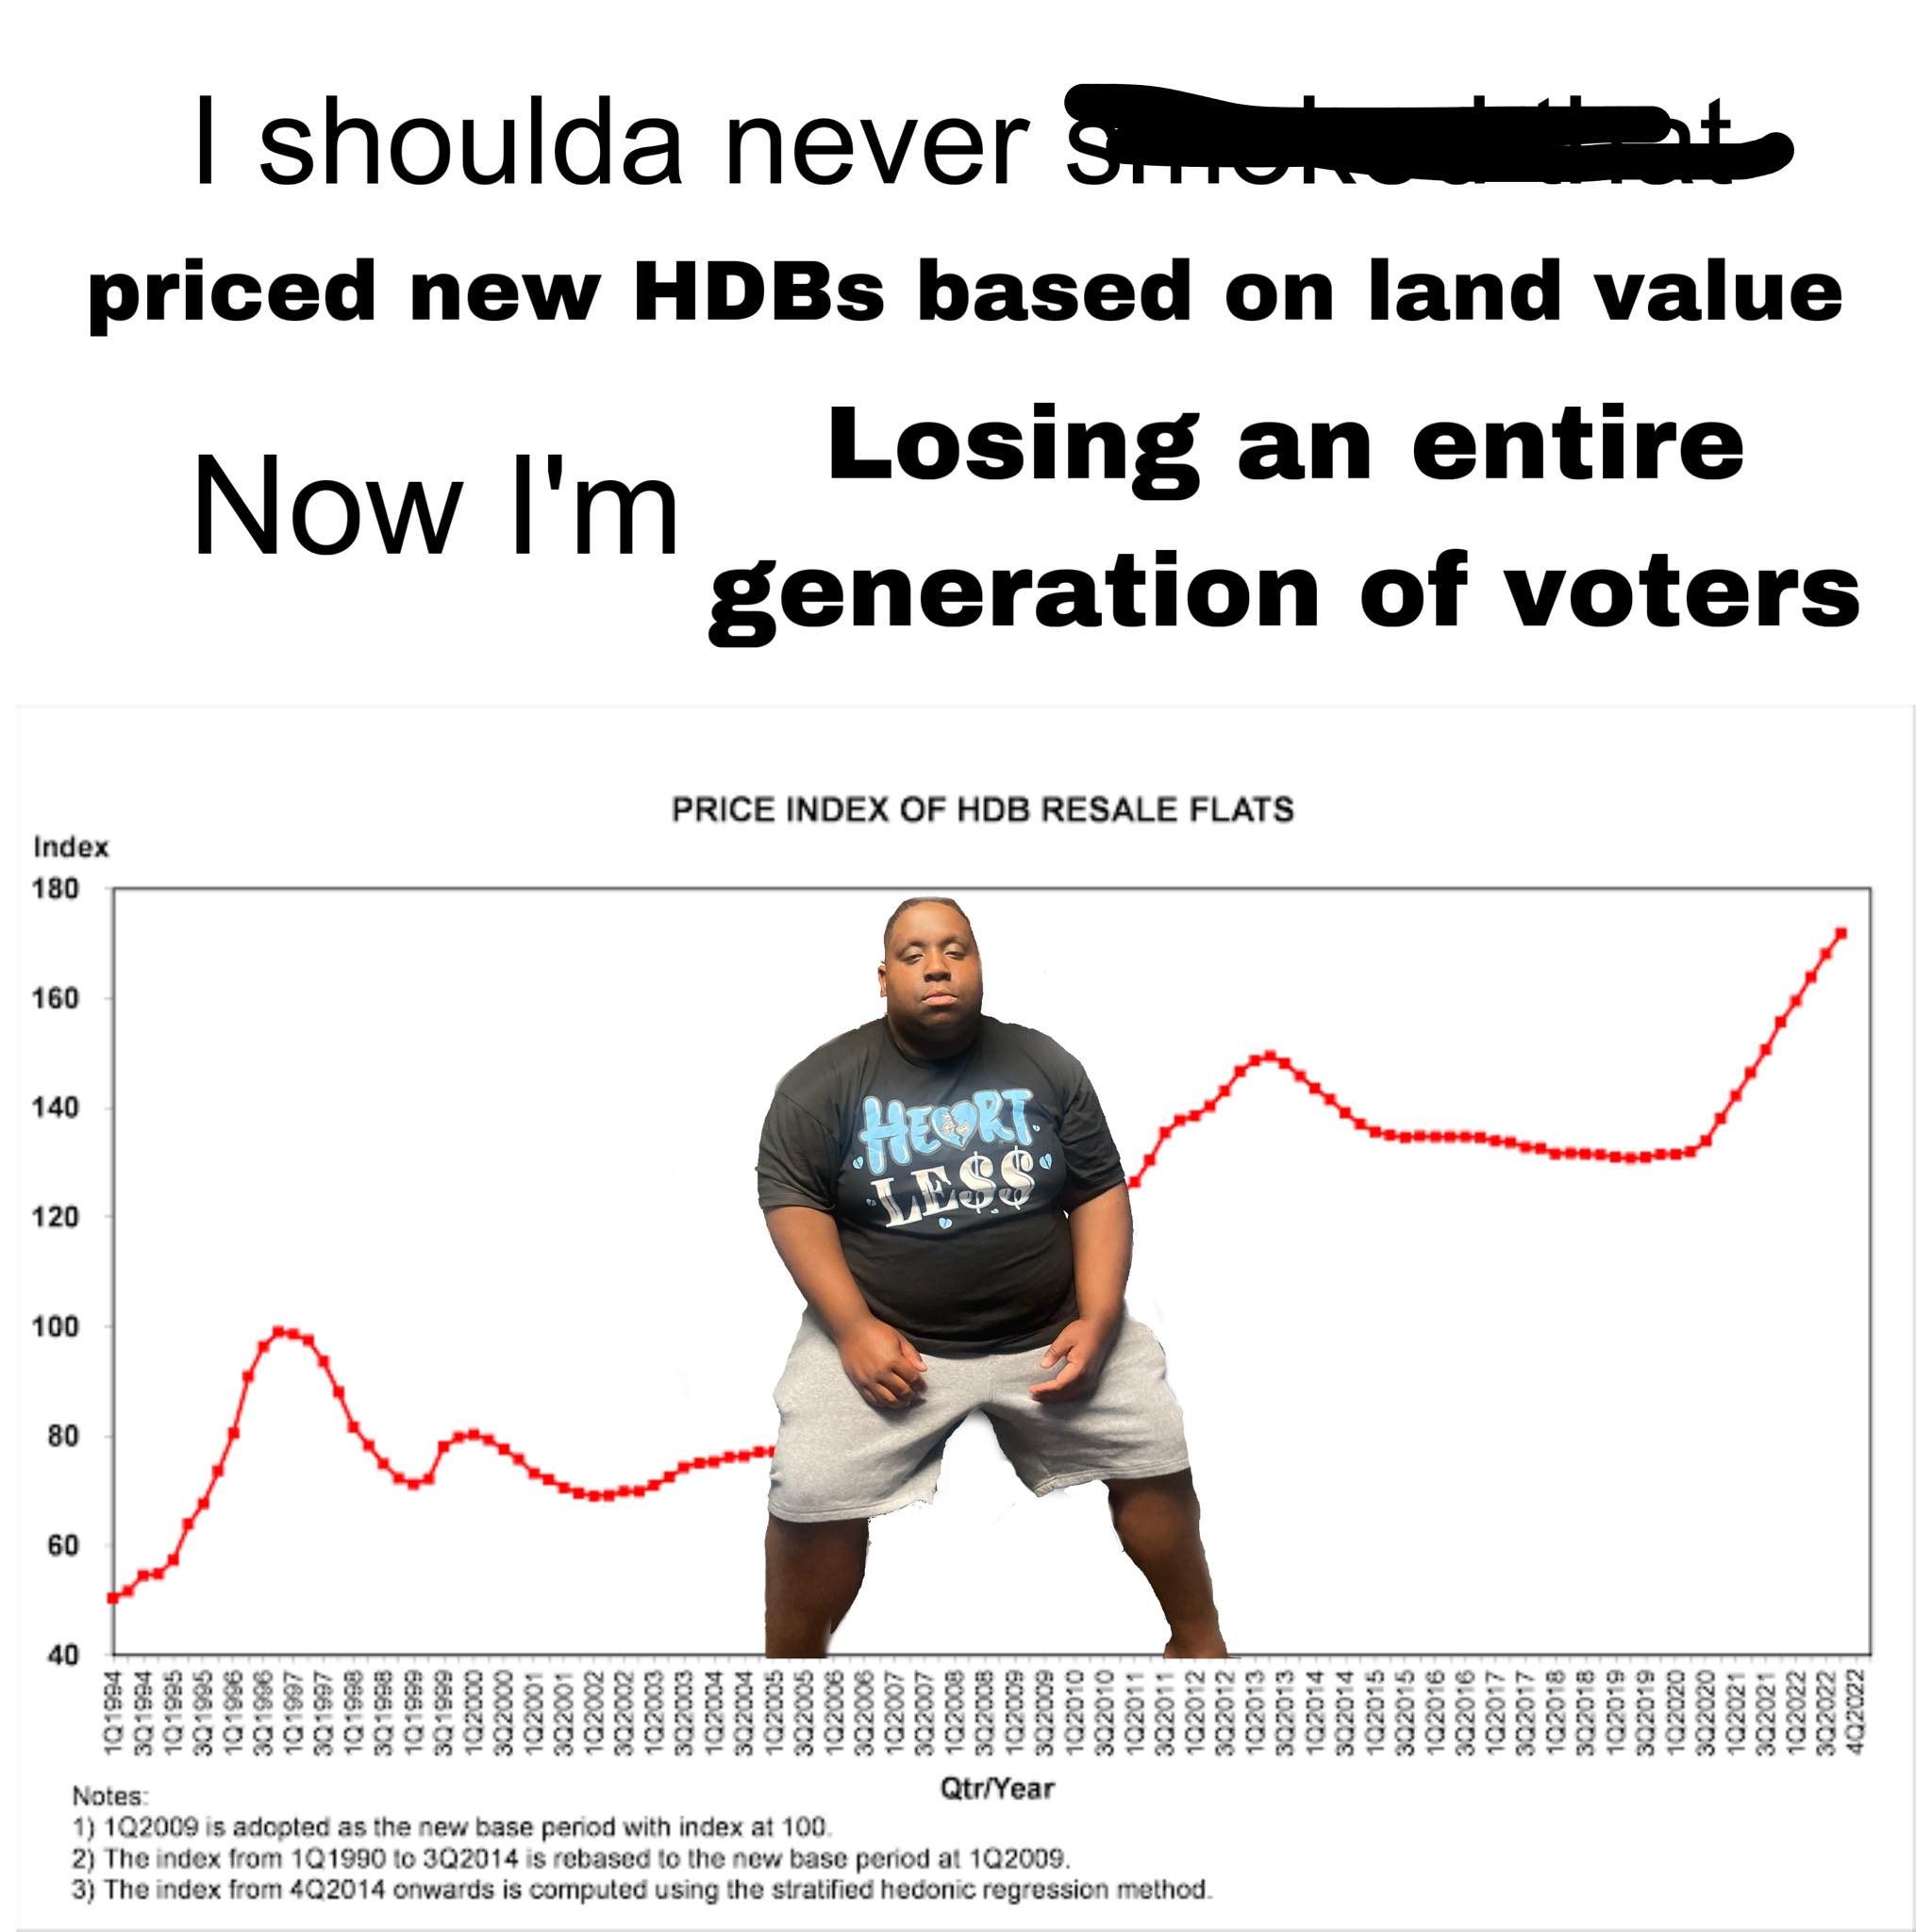 I shoulda never smoked that
priced new HDBs based on land value
Now I'm Losing an entire
generation of voters
PRICE INDEX OF HDB RESALE FLATS
Index
180
160
140
120
100
80
60
40
HEART
LE$$
1Q1994 3Q1994 1Q1995 3Q1995 1Q1996 3Q1996 1Q1997 3Q1997 1Q1998 3Q1998 1Q1999 3Q1999 1Q2000 3Q2000 1Q2001 3Q2001 1Q2002 3Q2002 1Q2003 3Q2003 1Q2004 3Q2004 1Q2005 3Q2005 1Q2006 3Q2006 1Q2007 3Q2007 1Q2008 3Q2008 1Q2009 3Q2009 1Q2010 3Q2010 1Q2011 3Q2011 1Q2012 3Q2012 1Q2013 3Q2013 1Q2014 3Q2014 1Q2015 3Q2015 1Q2016 3Q2016 1Q2017 3Q2017 1Q2018 3Q2018 1Q2019 3Q2019 1Q2020 3Q2020 1Q2021 3Q2021 1Q2022 3Q2022 4Q2022
Qtr/Year
Notes:
1) 1Q2009 is adopted as the new base period with index at 100.
2) The index from 1Q1990 to 3Q2014 is rebased to the new base period at 1Q2009.
3) The index from 4Q2014 onwards is computed using the stratified hedonic regression method.